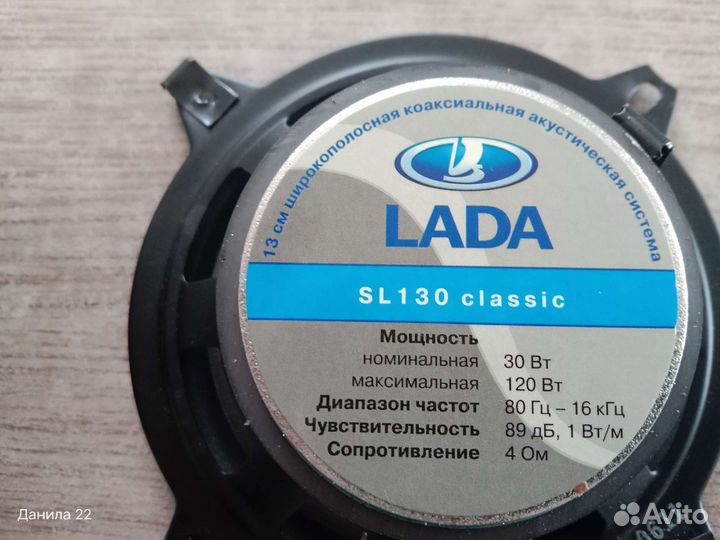 13 см широкополосная коаксиальная акустическая система
LADA
SL130 classic
Мощность
номинальная 30 Вт
максимальная 120 Вт
Диапазон частот 80 Гц – 16 кГц
Чувствительность 89 дБ, 1 Вт/м
Сопротивление 4 Ом
Данила 22
Avito